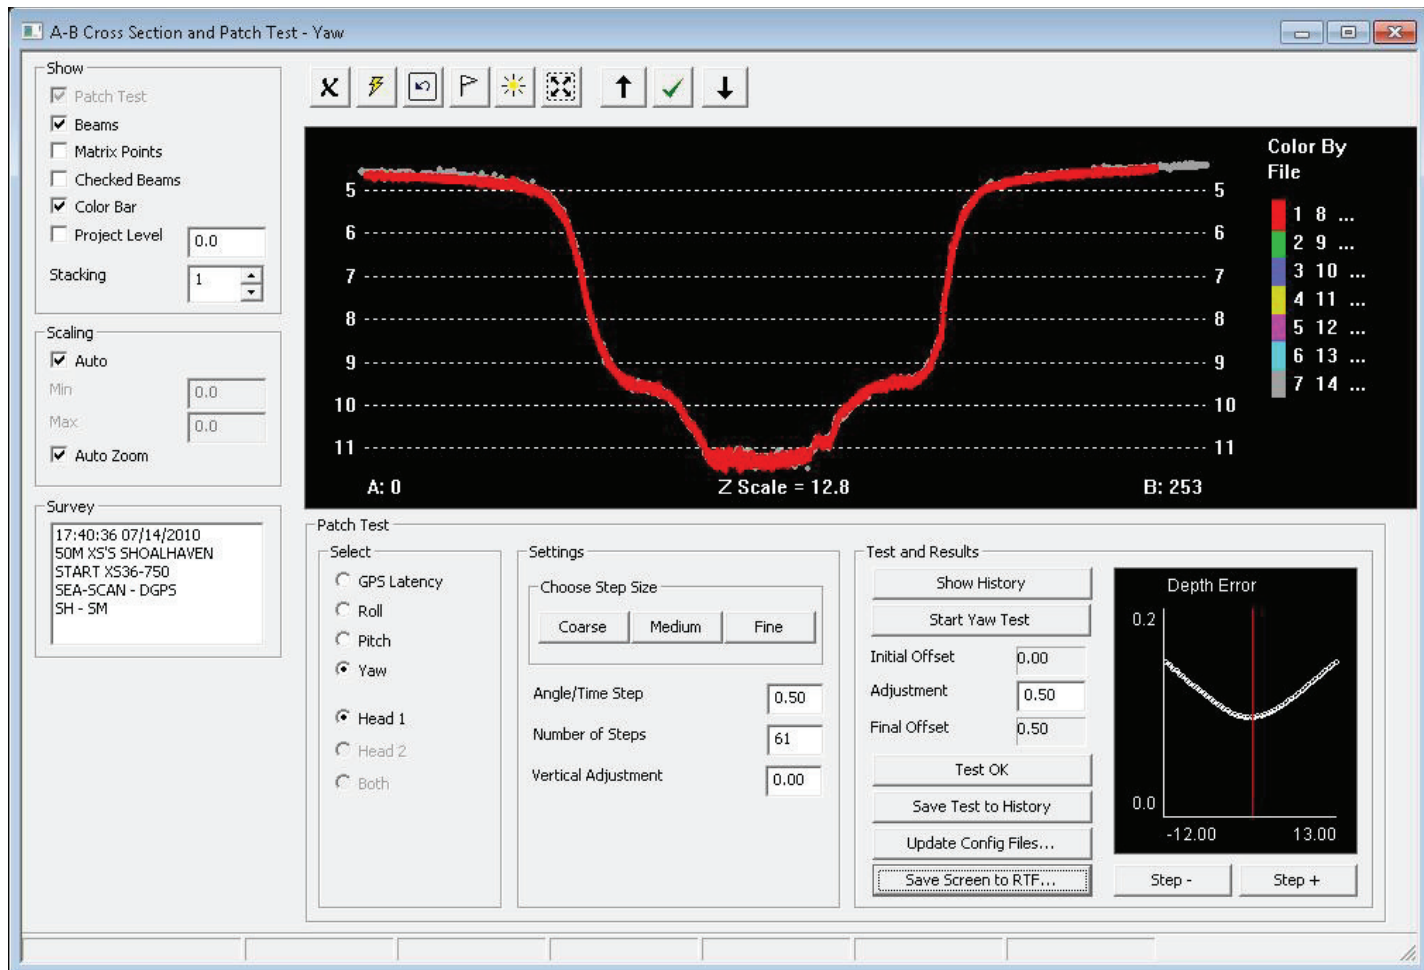 A-B Cross Section and Patch Test - Yaw
Show
Patch Test
Beams
Matrix Points
Checked Beams
Color Bar
Project Level 0.0
Stacking 1
Scaling
Auto
Min 0.0
Max 0.0
Auto Zoom
Survey
17:40:36 07/14/2010
50M XS'S SHOALHAVEN
START XS36-750
SEA-SCAN - DGPS
SH - SM
5 5
6 6
7 7
8 8
9 9
10 10
11 11
A: 0 Z Scale = 12.8 B: 253
Color By
File
1 8 ...
2 9 ...
3 10 ...
4 11 ...
5 12 ...
6 13 ...
7 14 ...
Patch Test
Select
GPS Latency
Roll
Pitch
Yaw
Head 1
Head 2
Both
Settings
Choose Step Size
Coarse Medium Fine
Angle/Time Step 0.50
Number of Steps 61
Vertical Adjustment 0.00
Test and Results
Show History
Start Yaw Test
Initial Offset 0.00
Adjustment 0.50
Final Offset 0.50
Test OK
Save Test to History
Update Config Files...
Save Screen to RTF...
Depth Error
0.2
0.0
-12.00 13.00
Step - Step +